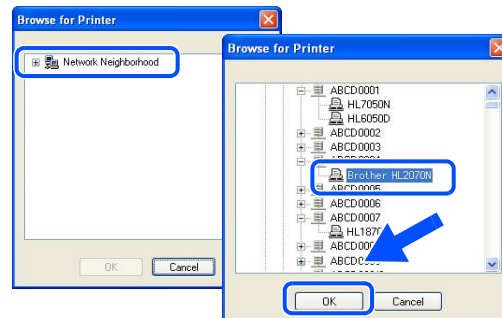 Browse for Printer
Network Neighborhood
OK
Cancel
Browse for Printer
ABCD0001
HL7050N
HL6050D
ABCD0002
ABCD0003
Brother HL2070N
ABCD0005
ABCD0006
ABCD0007
OK
Cancel